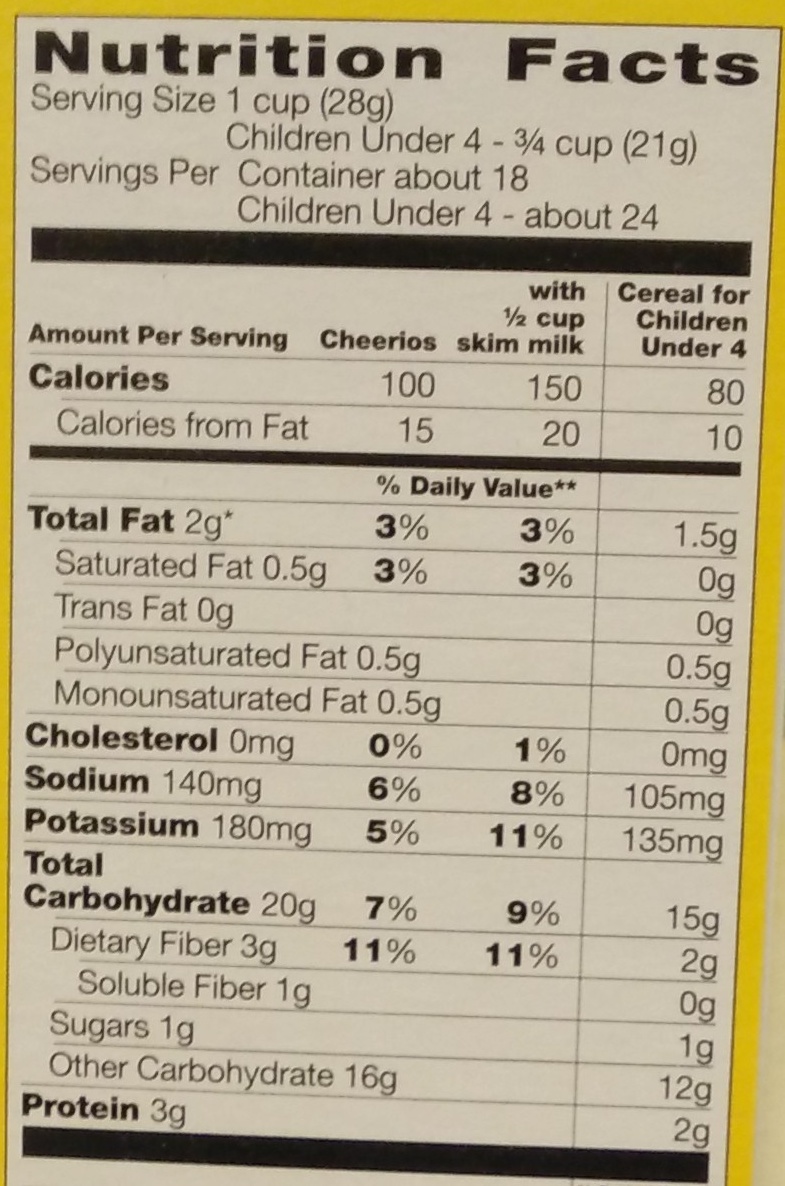 Nutrition Facts
Serving Size 1 cup (28g)
Children Under 4 - ¾ cup (21g)
Servings Per Container about 18
Children Under 4 - about 24
Amount Per Serving Cheerios with ½ cup skim milk Cereal for Children Under 4
Calories 100 150 80
Calories from Fat 15 20 10
% Daily Value**
Total Fat 2g* 3% 3% 1.5g
Saturated Fat 0.5g 3% 3% 0g
Trans Fat 0g 0g
Polyunsaturated Fat 0.5g 0.5g
Monounsaturated Fat 0.5g 0.5g
Cholesterol 0mg 0% 1% 0mg
Sodium 140mg 6% 8% 105mg
Potassium 180mg 5% 11% 135mg
Total
Carbohydrate 20g 7% 9% 15g
Dietary Fiber 3g 11% 11% 2g
Soluble Fiber 1g 0g
Sugars 1g 1g
Other Carbohydrate 16g 12g
Protein 3g 2g